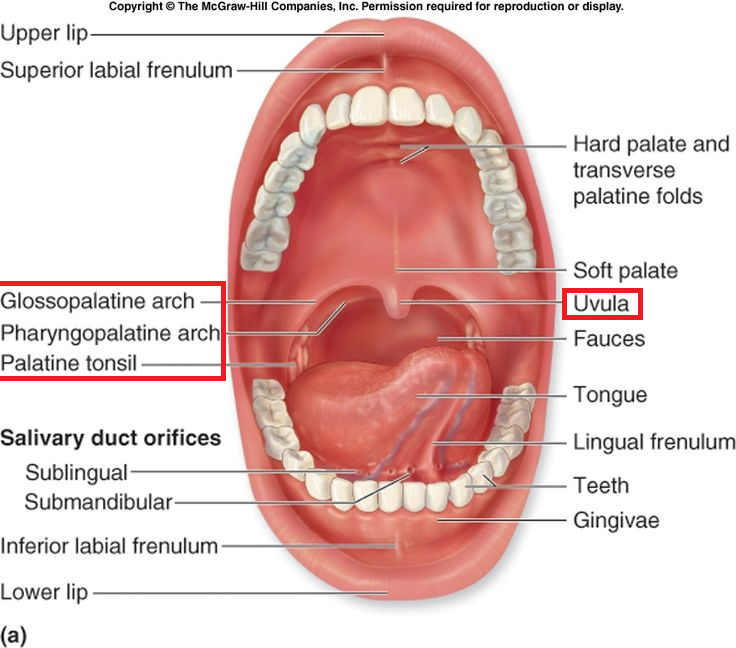 Copyright © The McGraw-Hill Companies, Inc. Permission required for reproduction or display.
Upper lip
Superior labial frenulum
Glossopalatine arch
Pharyngopalatine arch
Palatine tonsil
Salivary duct orifices
Sublingual
Submandibular
Inferior labial frenulum
Lower lip
Hard palate and
transverse
palatine folds
Soft palate
Uvula
Fauces
Tongue
Lingual frenulum
Teeth
Gingivae
(a)